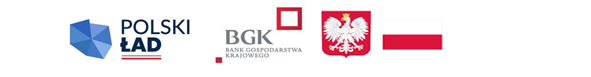 POLSKI
ŁAD
BGK
BANK GOSPODARSTWA
KRAJOWEGO